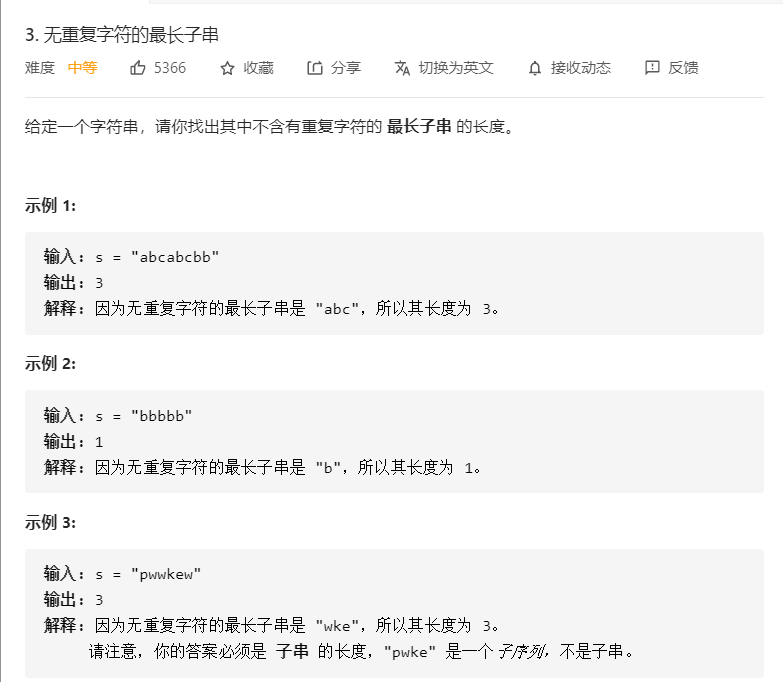 3. 无重复字符的最长子串
难度 中等 5366 收藏 分享 切换为英文 接收动态 反馈
给定一个字符串，请你找出其中不含有重复字符的 最长子串 的长度。
示例 1:
输入: s = "abcabcbb"
输出: 3
解释: 因为无重复字符的最长子串是 "abc"，所以其长度为 3。
示例 2:
输入: s = "bbbbb"
输出: 1
解释: 因为无重复字符的最长子串是 "b"，所以其长度为 1。
示例 3:
输入: s = "pwwkew"
输出: 3
解释: 因为无重复字符的最长子串是 "wke"，所以其长度为 3。
请注意，你的答案必须是 子串 的长度，"pwke" 是一个子序列，不是子串。